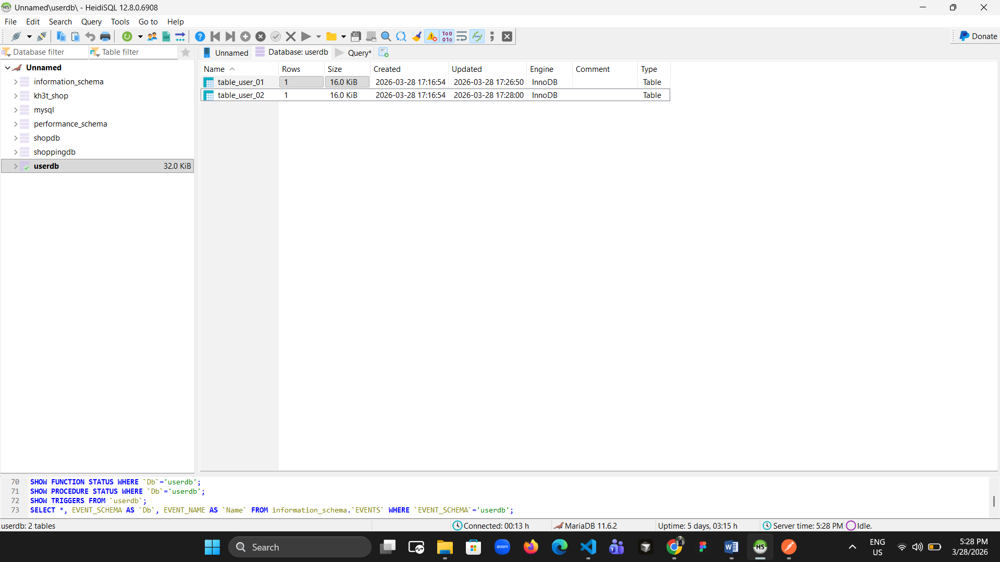 Unnamed\userdb\ - HeidiSQL 12.8.0.6908
File Edit Search Query Tools Go to Help
Donate
Database filter Table filter
Unnamed Database: userdb Query*
Unnamed
information_schema
kh3t_shop
mysql
performance_schema
shopdb
shoppingdb
userdb 32.0 KiB
Name Rows Size Created Updated Engine Comment Type
table_user_01 1 16.0 KiB 2026-03-28 17:16:54 2026-03-28 17:26:50 InnoDB Table
table_user_02 1 16.0 KiB 2026-03-28 17:16:54 2026-03-28 17:28:00 InnoDB Table
70 SHOW FUNCTION STATUS WHERE `Db`='userdb';
71 SHOW PROCEDURE STATUS WHERE `Db`='userdb';
72 SHOW TRIGGERS FROM `userdb`;
73 SELECT *, EVENT_SCHEMA AS `Db`, EVENT_NAME AS `Name` FROM information_schema.`EVENTS` WHERE `EVENT_SCHEMA`='userdb';
userdb: 2 tables Connected: 00:13 h MariaDB 11.6.2 Uptime: 5 days, 03:15 h Server time: 5:28 PM Idle.
Search
zoom
HS
ENG
US
5:28 PM
3/28/2026